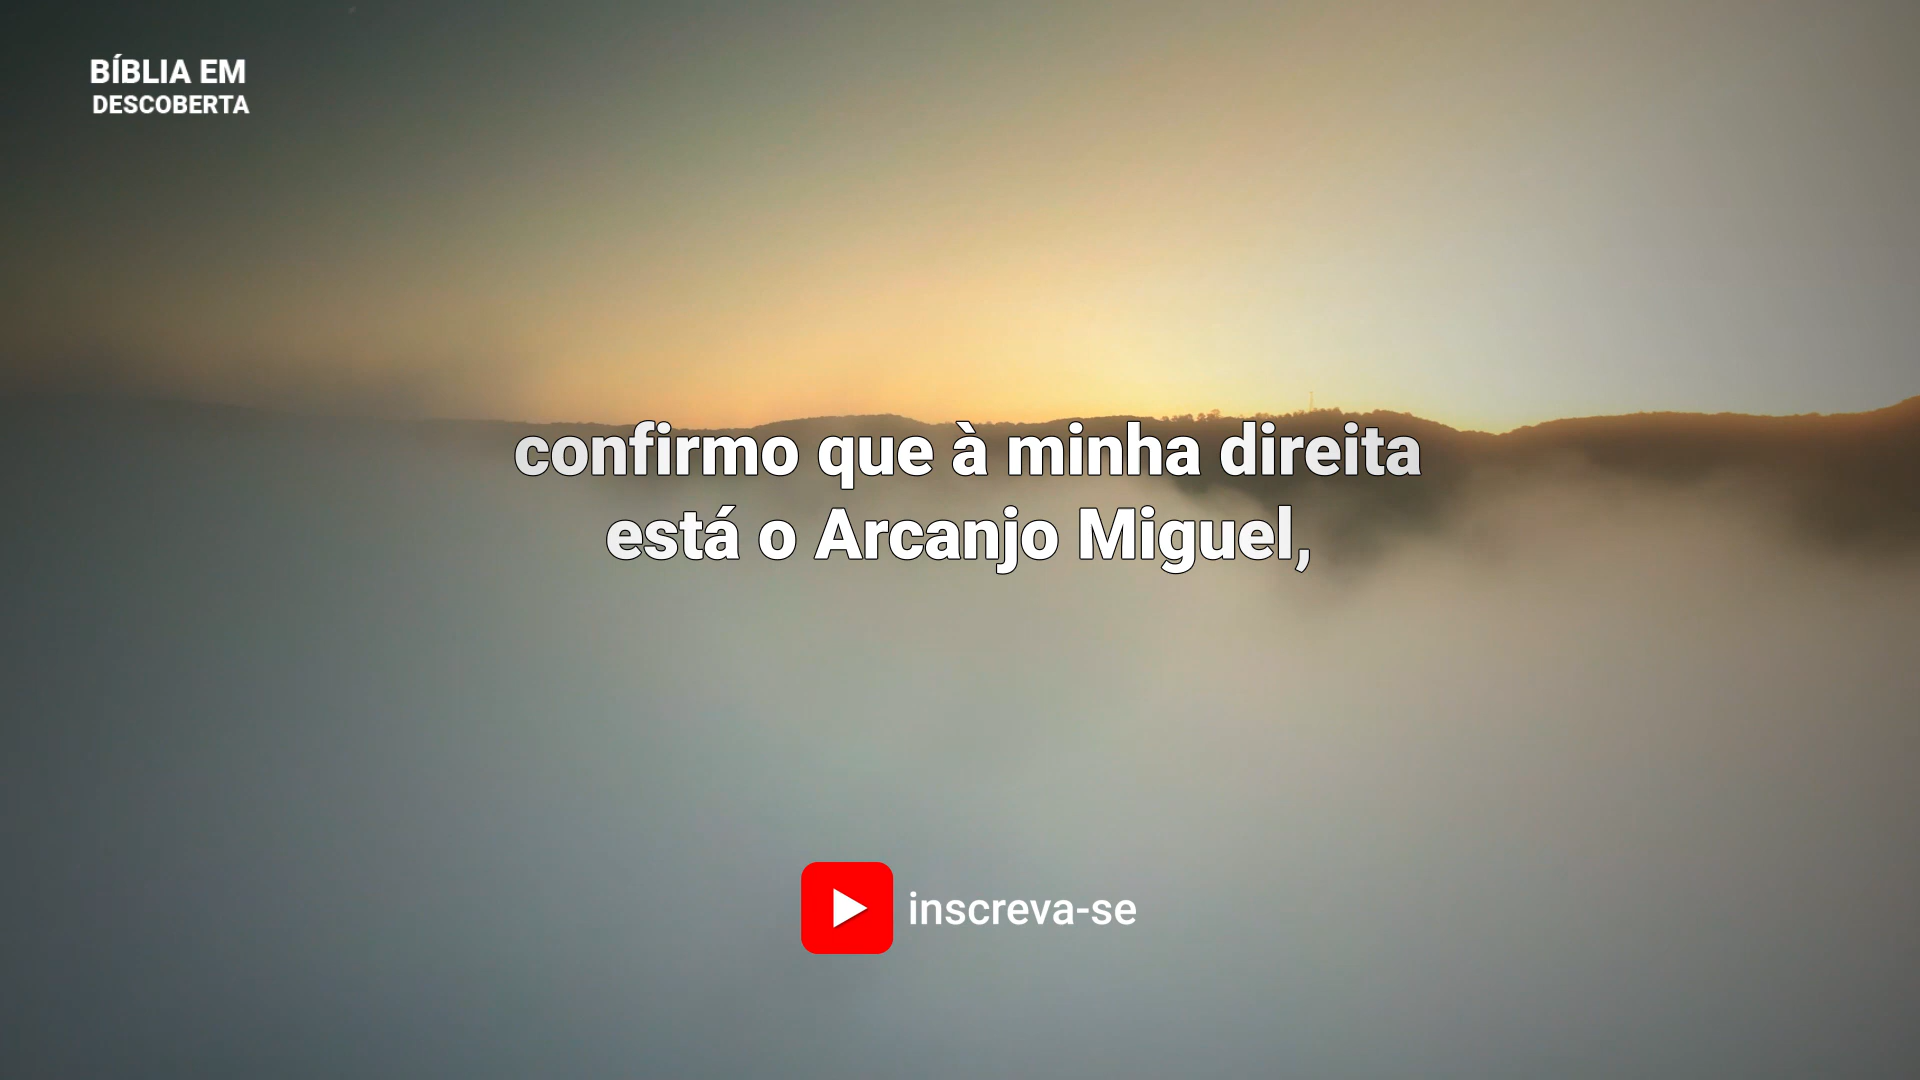 BÍBLIA EM
DESCOBERTA
confirmo que à minha direita
está o Arcanjo Miguel,
inscreva-se